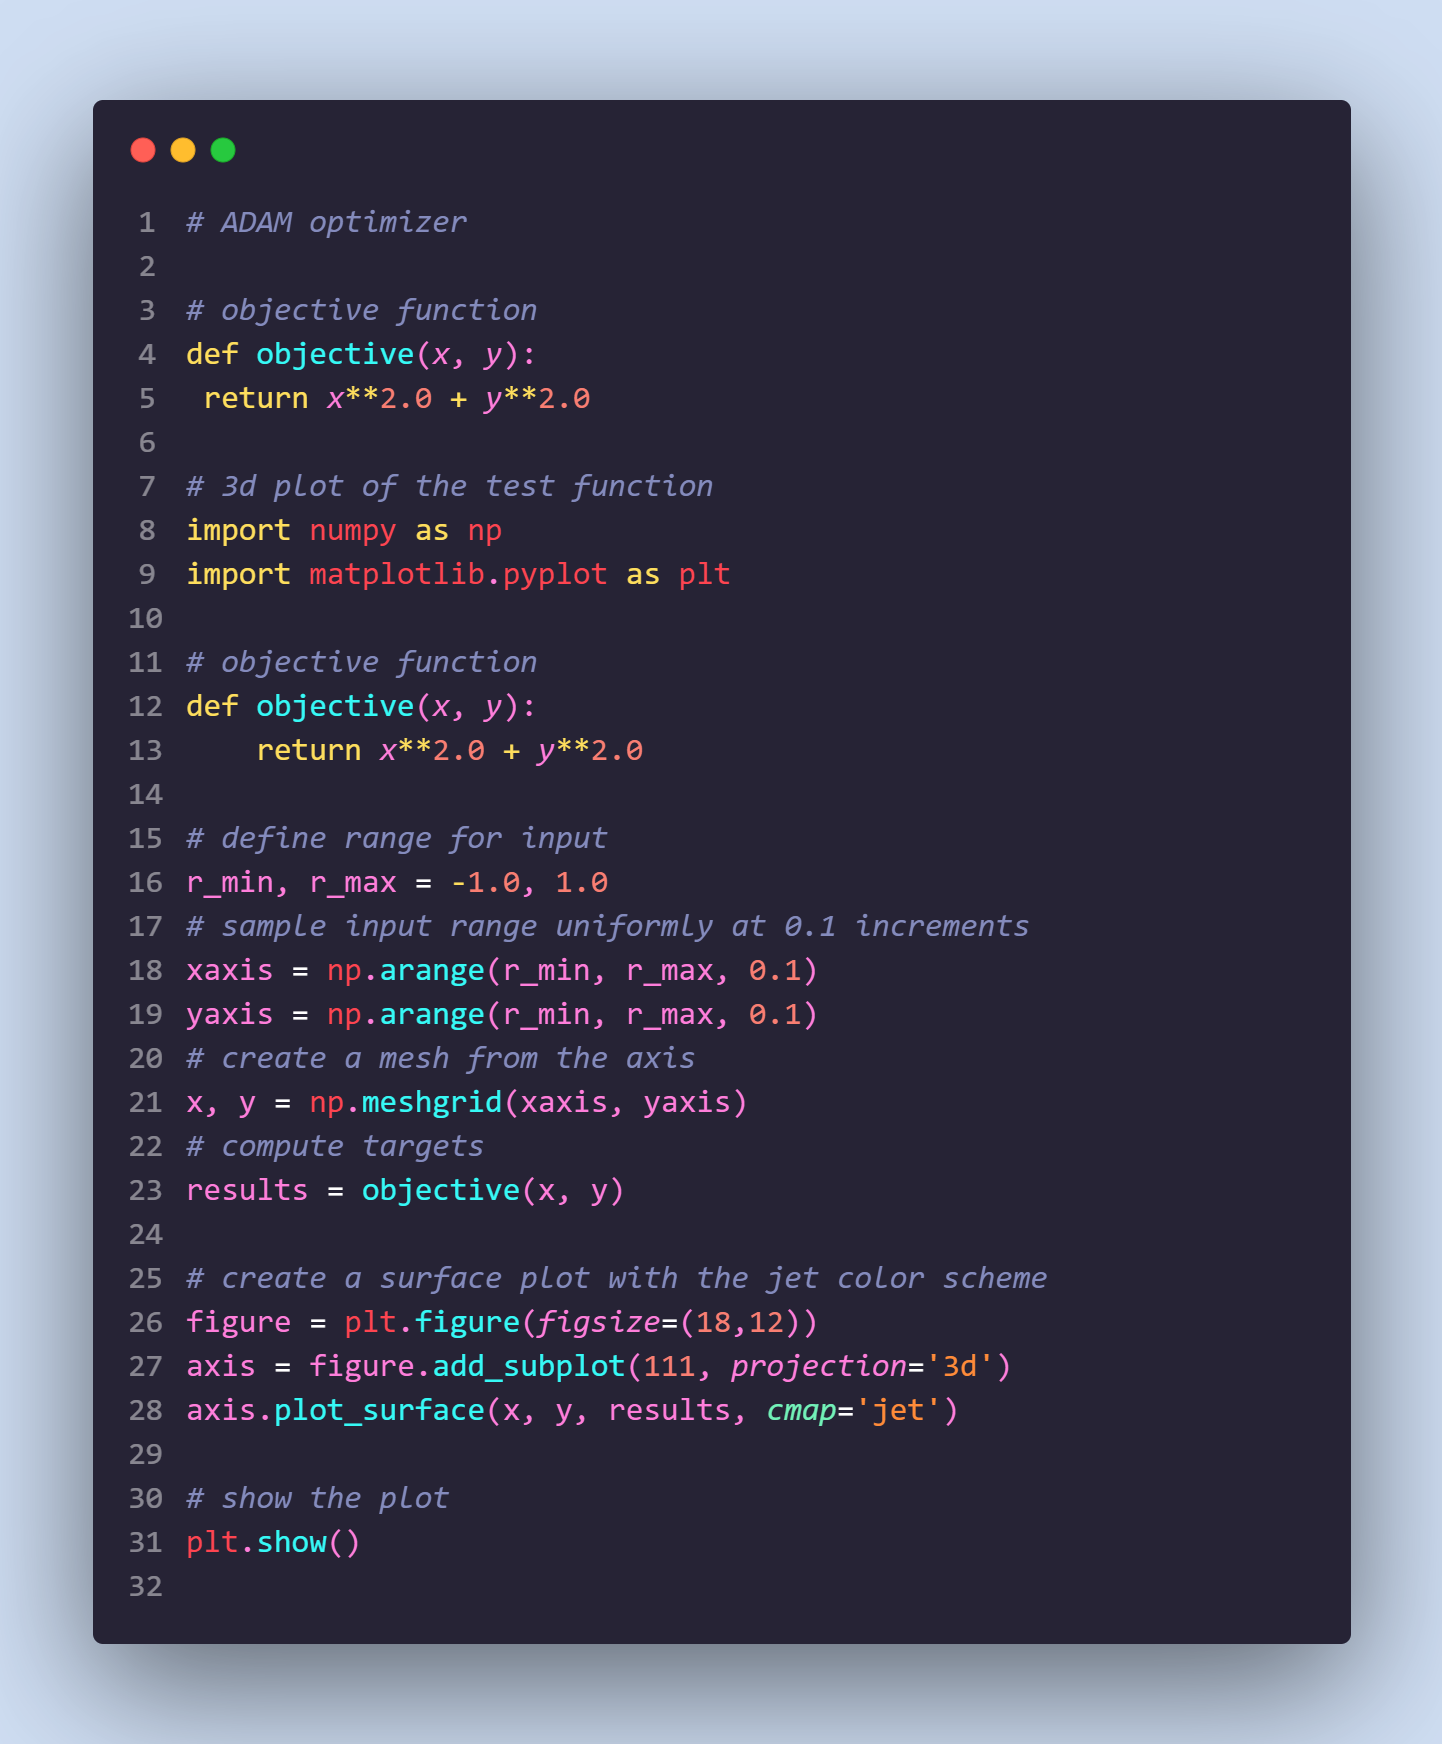 1 # ADAM optimizer
2
3 # objective function
4 def objective(x, y):
5  return x**2.0 + y**2.0
6
7 # 3d plot of the test function
8 import numpy as np
9 import matplotlib.pyplot as plt
10
11 # objective function
12 def objective(x, y):
13     return x**2.0 + y**2.0
14
15 # define range for input
16 r_min, r_max = -1.0, 1.0
17 # sample input range uniformly at 0.1 increments
18 xaxis = np.arange(r_min, r_max, 0.1)
19 yaxis = np.arange(r_min, r_max, 0.1)
20 # create a mesh from the axis
21 x, y = np.meshgrid(xaxis, yaxis)
22 # compute targets
23 results = objective(x, y)
24
25 # create a surface plot with the jet color scheme
26 figure = plt.figure(figsize=(18,12))
27 axis = figure.add_subplot(111, projection='3d')
28 axis.plot_surface(x, y, results, cmap='jet')
29
30 # show the plot
31 plt.show()
32